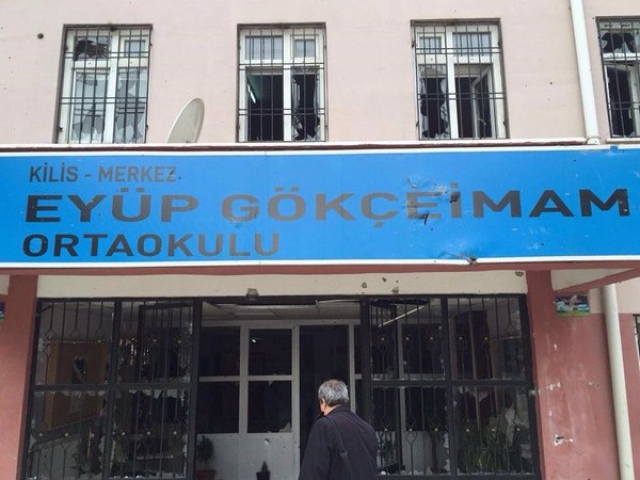 KİLİS - MERKEZ
EYÜP GÖKÇEİMAM
ORTAOKULU